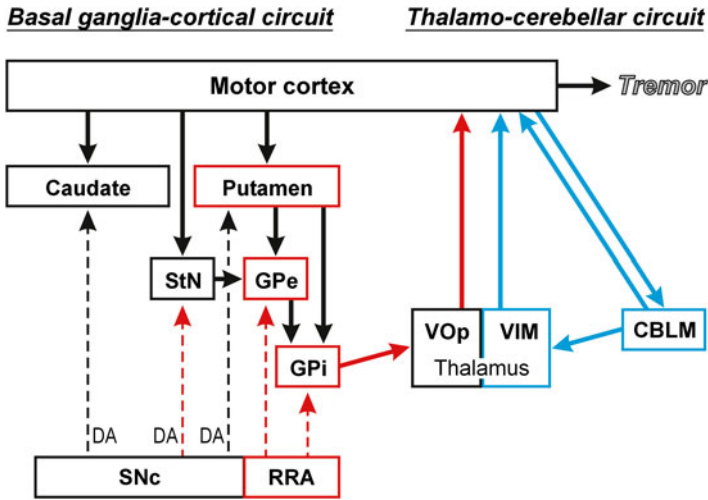 Basal ganglia-cortical circuit
Thalamo-cerebellar circuit
Motor cortex
Tremor
Caudate
Putamen
StN
GPe
VOp
VIM
CBLM
GPi
Thalamus
DA
DA
DA
SNc
RRA